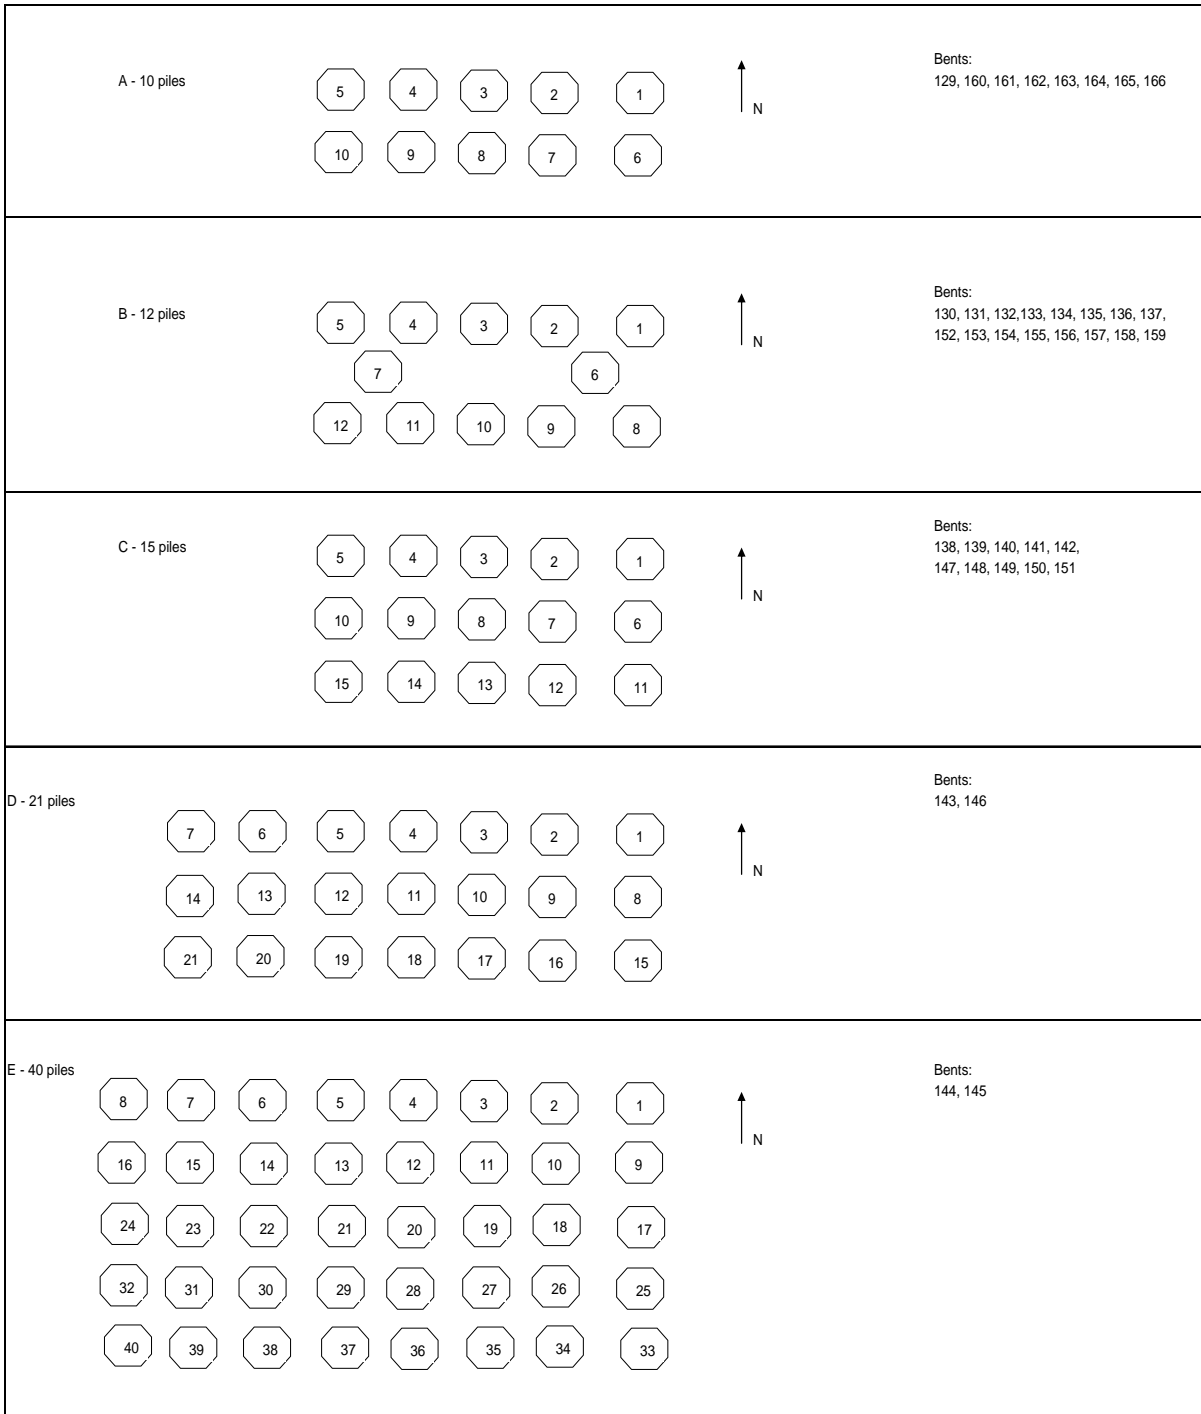 A - 10 piles
5 4 3 2 1
10 9 8 7 6
N
Bents:
129, 160, 161, 162, 163, 164, 165, 166
B - 12 piles
5 4 3 2 1
7 6
12 11 10 9 8
N
Bents:
130, 131, 132,133, 134, 135, 136, 137,
152, 153, 154, 155, 156, 157, 158, 159
C - 15 piles
5 4 3 2 1
10 9 8 7 6
15 14 13 12 11
N
Bents:
138, 139, 140, 141, 142,
147, 148, 149, 150, 151
D - 21 piles
7 6 5 4 3 2 1
14 13 12 11 10 9 8
21 20 19 18 17 16 15
N
Bents:
143, 146
E - 40 piles
8 7 6 5 4 3 2 1
16 15 14 13 12 11 10 9
24 23 22 21 20 19 18 17
32 31 30 29 28 27 26 25
40 39 38 37 36 35 34 33
N
Bents:
144, 145